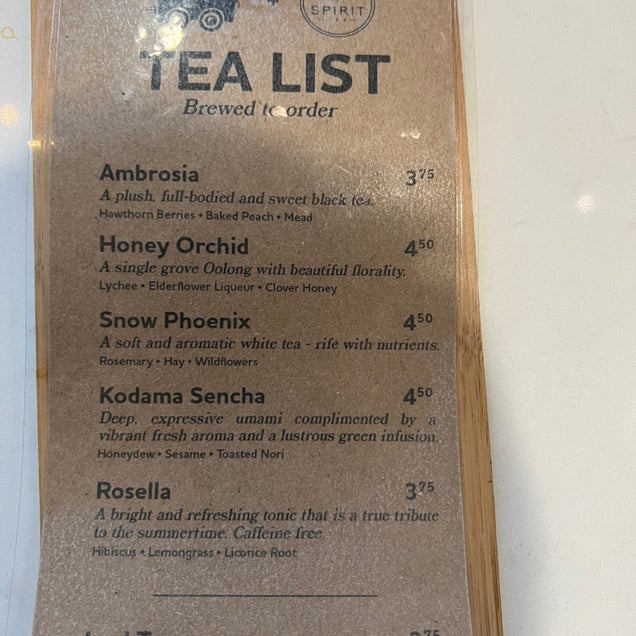 SPIRIT
TEA
TEA LIST
Brewed to order
Ambrosia 3.75
A plush, full-bodied and sweet black tea.
Hawthorn Berries • Baked Peach • Mead
Honey Orchid 4.50
A single grove Oolong with beautiful florality.
Lychee • Elderflower Liqueur • Clover Honey
Snow Phoenix 4.50
A soft and aromatic white tea - rife with nutrients.
Rosemary • Hay • Wildflowers
Kodama Sencha 4.50
Deep, expressive umami complimented by a
vibrant fresh aroma and a lustrous green infusion.
Honeydew • Sesame • Toasted Nori
Rosella 3.75
A bright and refreshing tonic that is a true tribute
to the summertime. Caffeine free
Hibiscus • Lemongrass • Licorice Root